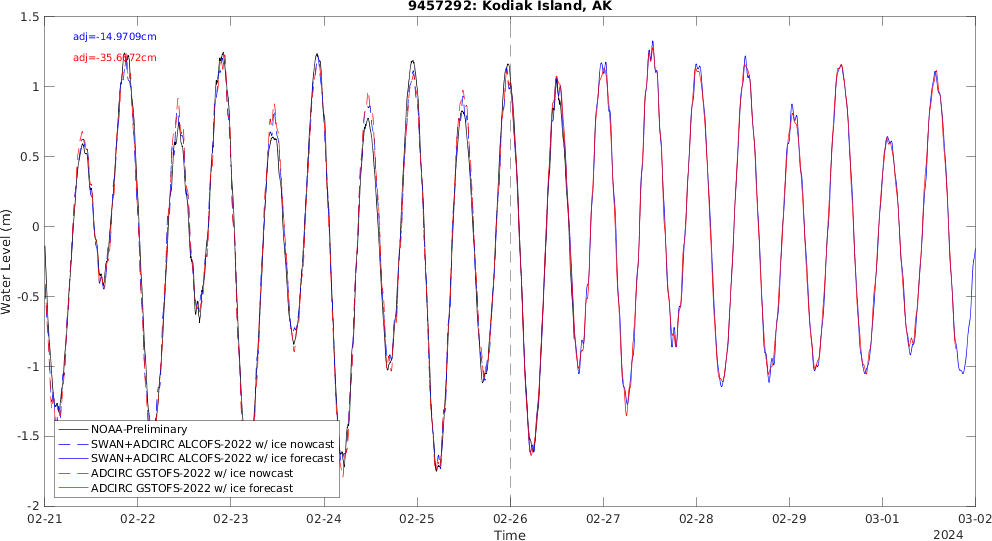 9457292: Kodiak Island, AK
1.5
1
0.5
0
-0.5
-1
-1.5
-2
Water Level (m)
adj=-14.9709cm
NOAA-Preliminary
SWAN+ADCIRC ALCOFS-2022 w/ ice nowcast
SWAN+ADCIRC ALCOFS-2022 w/ ice forecast
ADCIRC GSTOFS-2022 w/ ice nowcast
ADCIRC GSTOFS-2022 w/ ice forecast
02-21 02-22 02-23 02-24 02-25 02-26 02-27 02-28 02-29 03-01 03-02
Time
2024